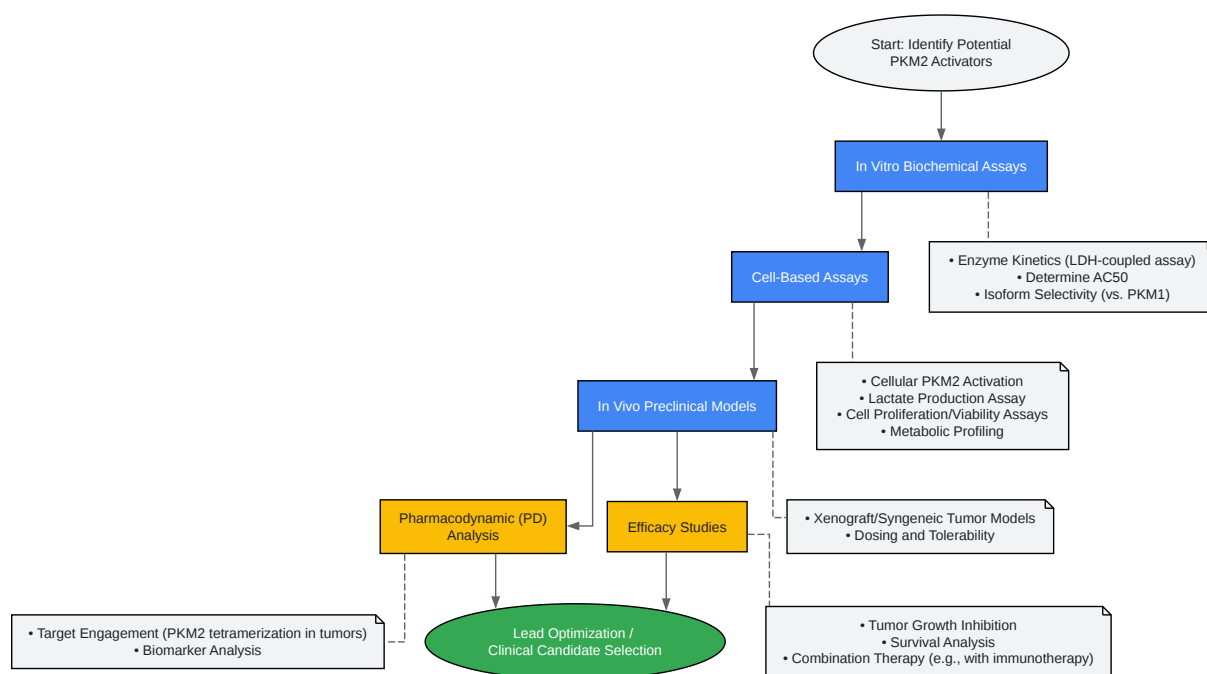 Start: Identify Potential
PKM2 Activators
In Vitro Biochemical Assays
• Enzyme Kinetics (LDH-coupled assay)
• Determine AC50
• Isoform Selectivity (vs. PKM1)
Cell-Based Assays
• Cellular PKM2 Activation
• Lactate Production Assay
• Cell Proliferation/Viability Assays
• Metabolic Profiling
In Vivo Preclinical Models
• Xenograft/Syngeneic Tumor Models
• Dosing and Tolerability
Pharmacodynamic (PD)
Analysis
Efficacy Studies
• Target Engagement (PKM2 tetramerization in tumors)
• Biomarker Analysis
Lead Optimization /
Clinical Candidate Selection
• Tumor Growth Inhibition
• Survival Analysis
• Combination Therapy (e.g., with immunotherapy)